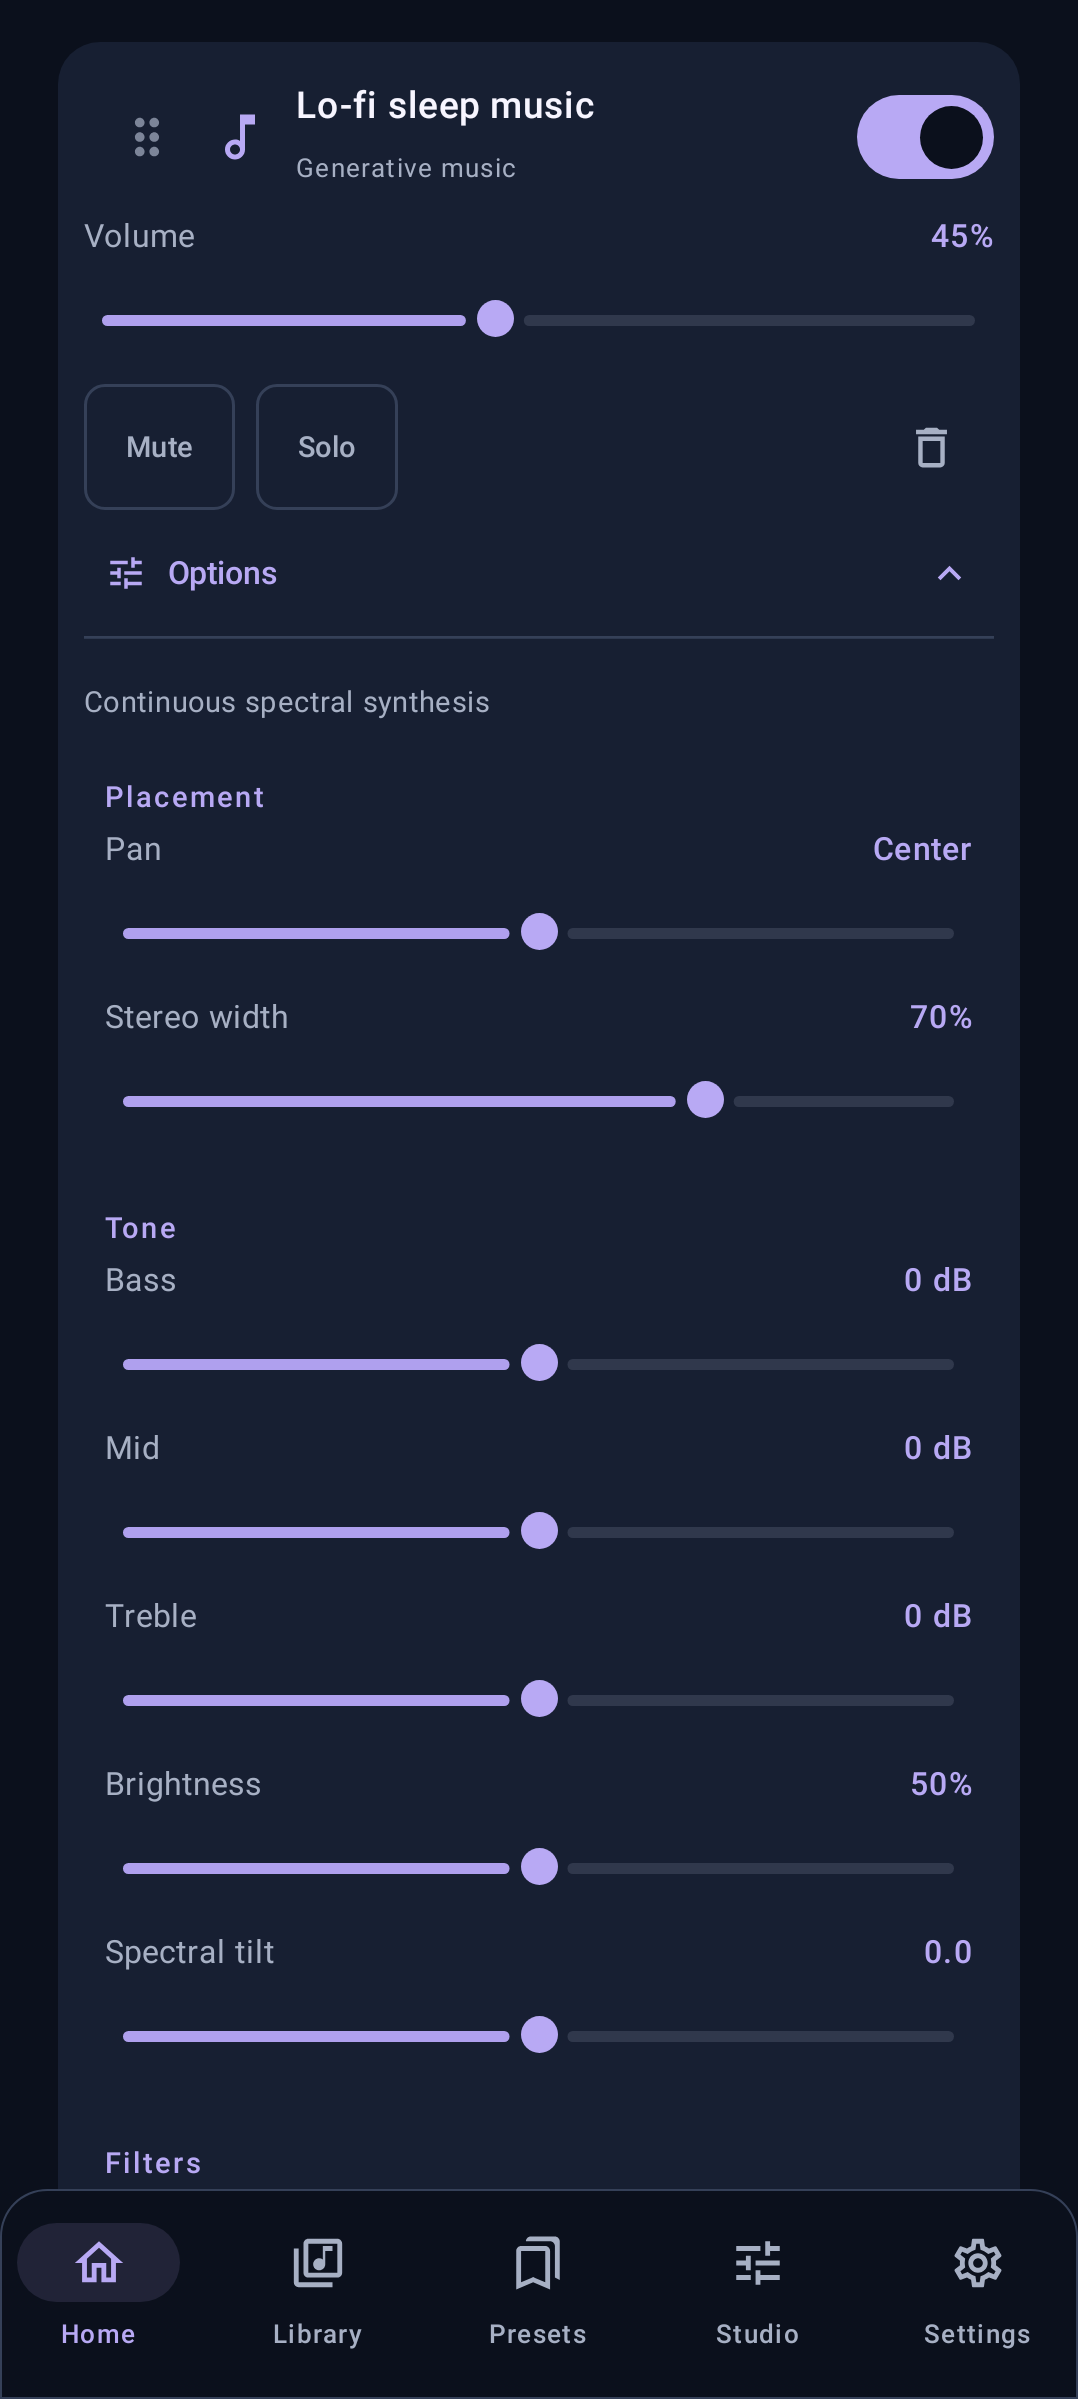 Lo-fi sleep music
Generative music
Volume 45%
Mute Solo
Options
Continuous spectral synthesis
Placement
Pan Center
Stereo width 70%
Tone
Bass 0 dB
Mid 0 dB
Treble 0 dB
Brightness 50%
Spectral tilt 0.0
Filters
Home Library Presets Studio Settings